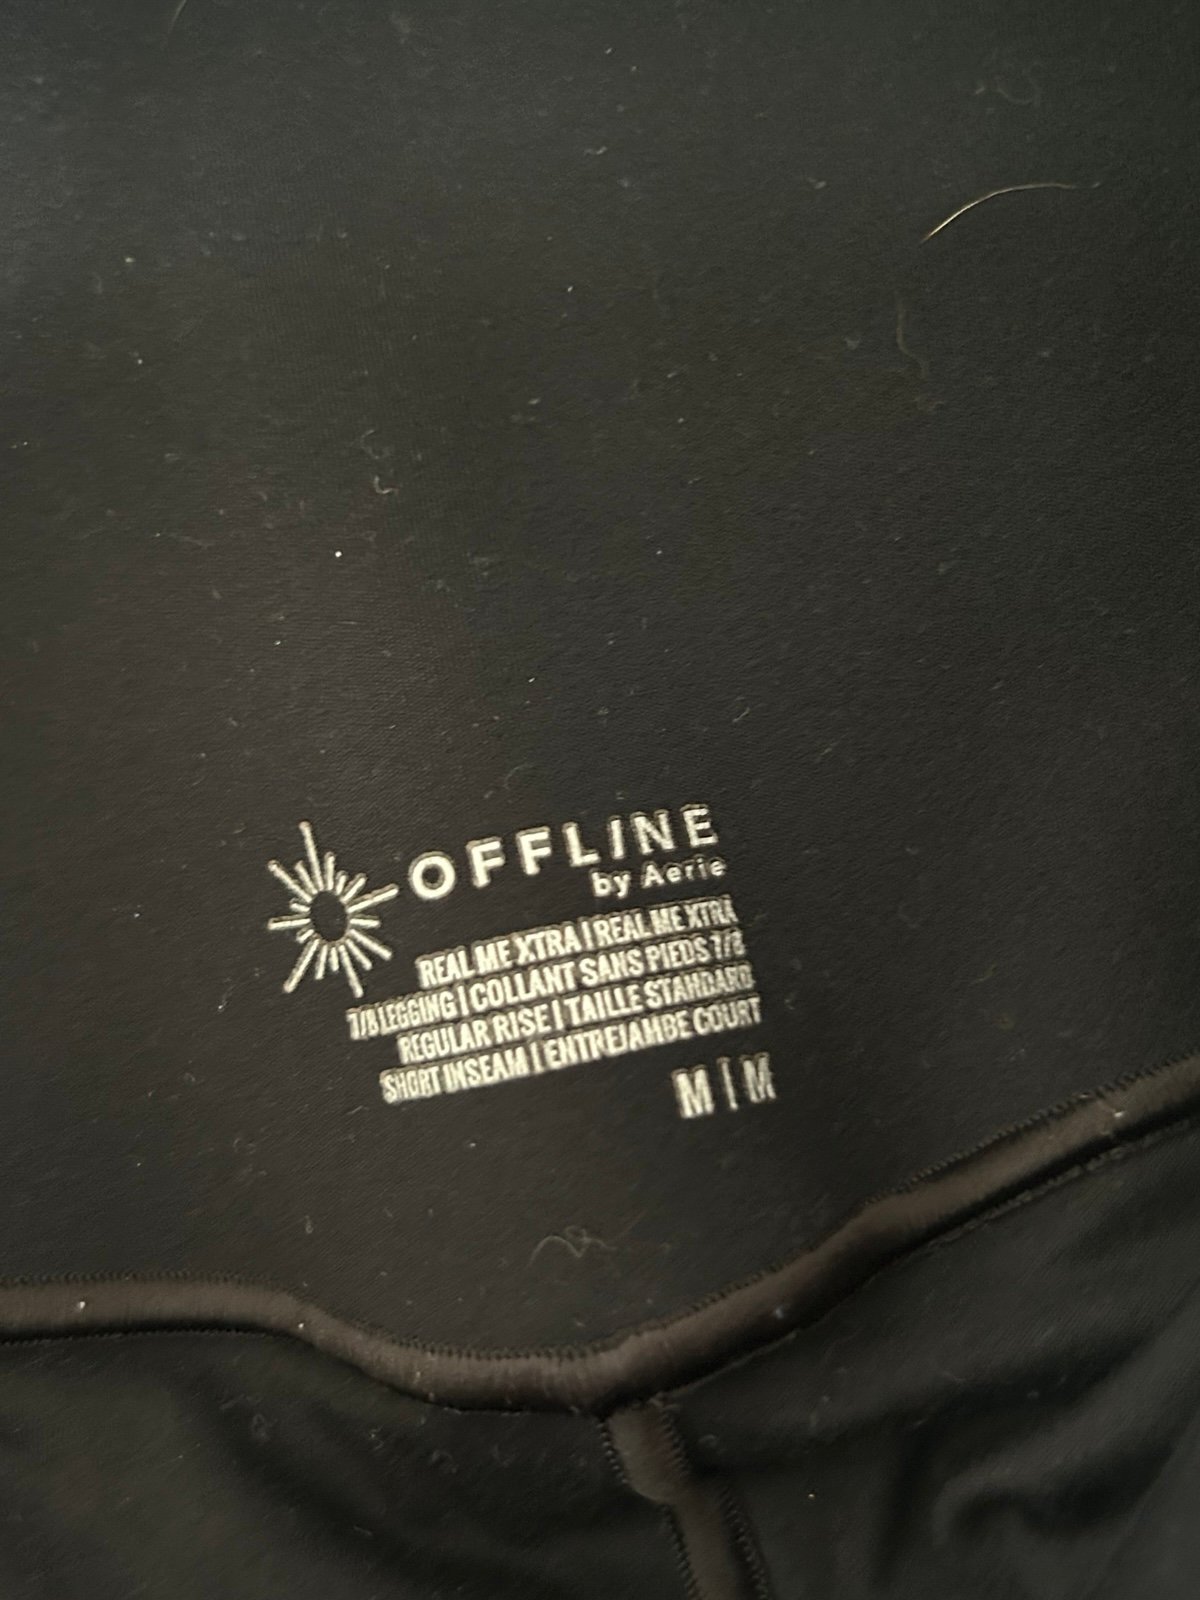 OFFLINE
by Aerie
REAL ME XTRA | REAL ME XTRA
7/8 LEGGING | COLLANT SANS PIEDS 7/8
REGULAR RISE | TAILLE STANDARD
SHORT INSEAM | ENTREJAMBE COURT
M | M